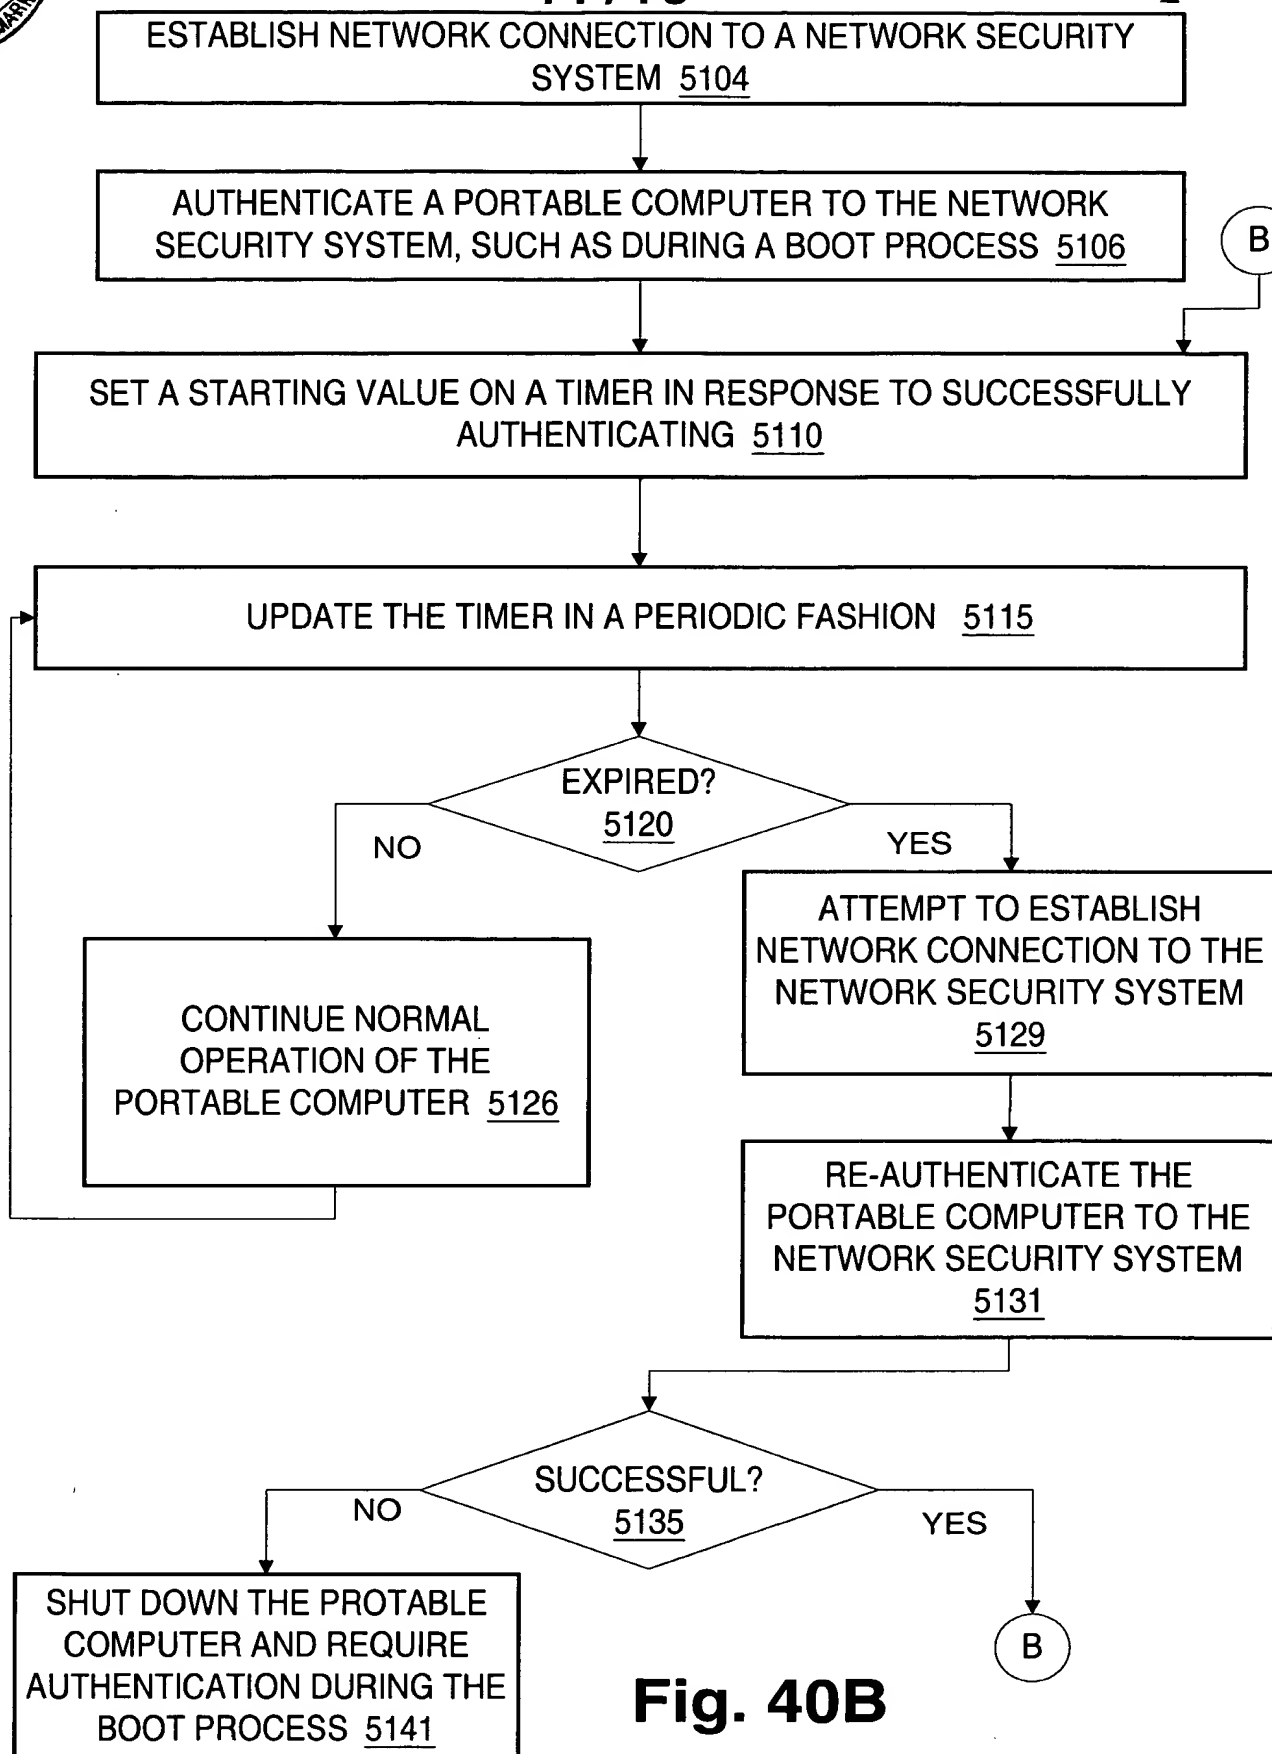 ESTABLISH NETWORK CONNECTION TO A NETWORK SECURITY
SYSTEM 5104
AUTHENTICATE A PORTABLE COMPUTER TO THE NETWORK
SECURITY SYSTEM, SUCH AS DURING A BOOT PROCESS 5106
B
SET A STARTING VALUE ON A TIMER IN RESPONSE TO SUCCESSFULLY
AUTHENTICATING 5110
UPDATE THE TIMER IN A PERIODIC FASHION 5115
EXPIRED?
5120
NO
YES
ATTEMPT TO ESTABLISH
NETWORK CONNECTION TO THE
NETWORK SECURITY SYSTEM
5129
CONTINUE NORMAL
OPERATION OF THE
PORTABLE COMPUTER 5126
RE-AUTHENTICATE THE
PORTABLE COMPUTER TO THE
NETWORK SECURITY SYSTEM
5131
SUCCESSFUL?
5135
NO
YES
SHUT DOWN THE PROTABLE
COMPUTER AND REQUIRE
AUTHENTICATION DURING THE
BOOT PROCESS 5141
B
Fig. 40B